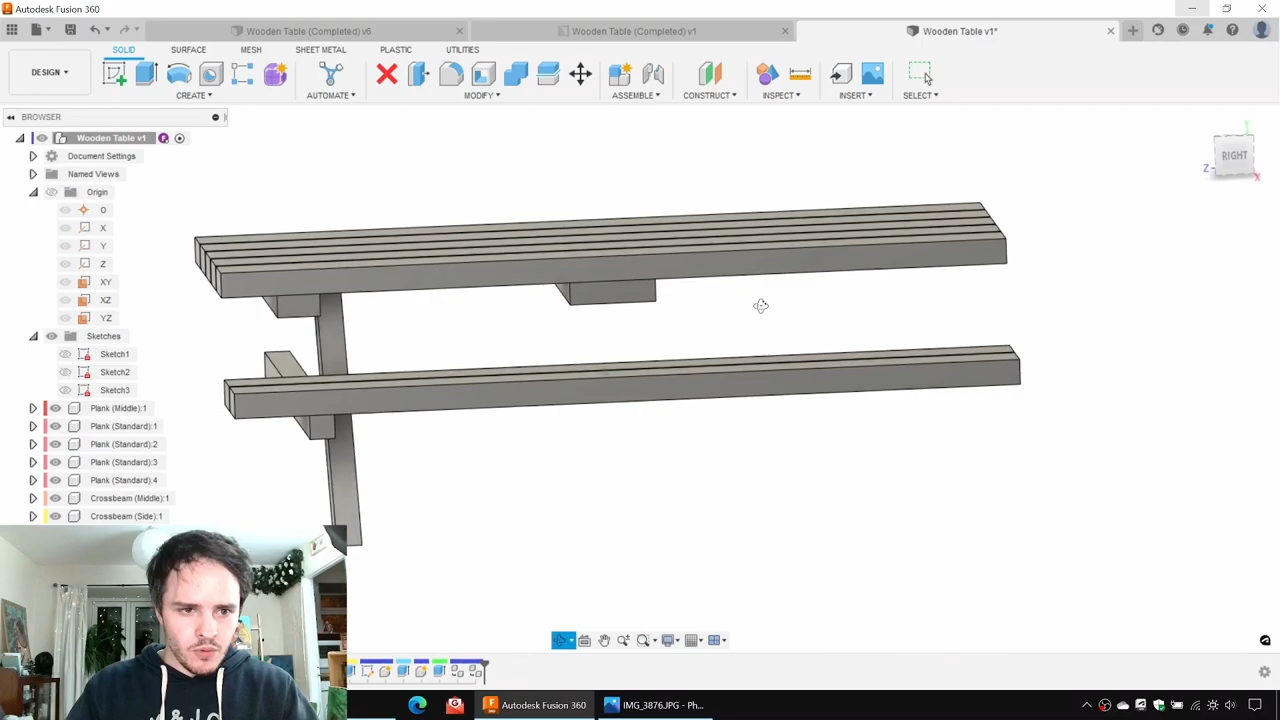 Autodesk Fusion 360
Wooden Table (Completed) v6
Wooden Table (Completed) v1
Wooden Table v1*
SOLID SURFACE MESH SHEET METAL PLASTIC UTILITIES
DESIGN
CREATE AUTOMATE MODIFY ASSEMBLE CONSTRUCT INSPECT INSERT SELECT
BROWSER
Wooden Table v1
Document Settings
Named Views
Origin
O
X
Y
Z
XY
XZ
YZ
Sketches
Sketch1
Sketch2
Sketch3
Plank (Middle):1
Plank (Standard):1
Plank (Standard):2
Plank (Standard):3
Plank (Standard):4
Crossbeam (Middle):1
Crossbeam (Side):1
Y
RIGHT
Z
X
Autodesk Fusion 360
IMG_3876.JPG - Ph...